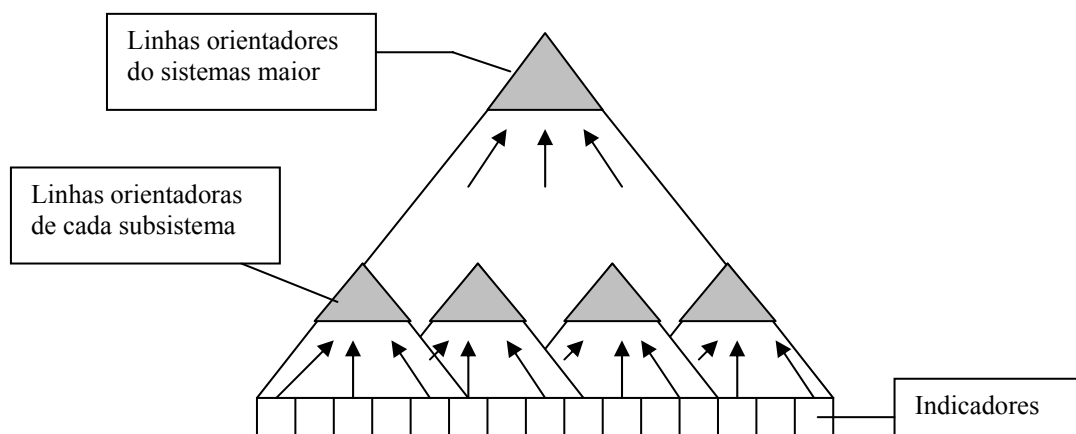 Linhas orientadores
do sistemas maior
Linhas orientadoras
de cada subsistema
Indicadores